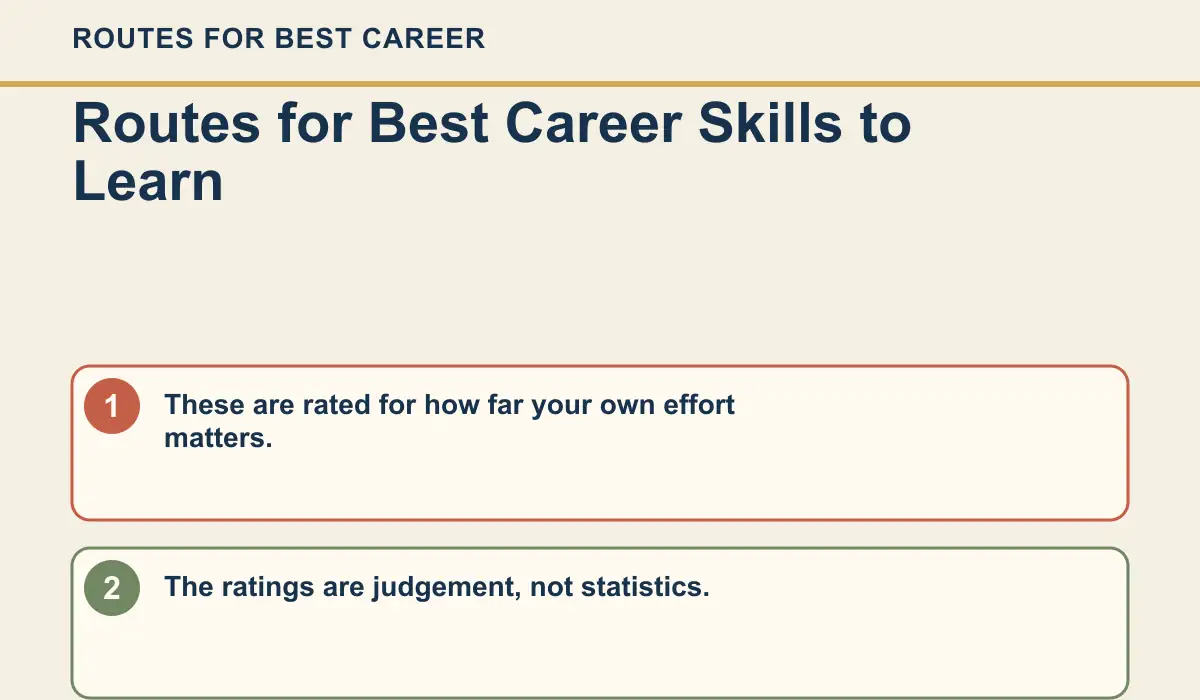 ROUTES FOR BEST CAREER
Routes for Best Career Skills to
Learn
1
These are rated for how far your own effort
matters.
2
The ratings are judgement, not statistics.